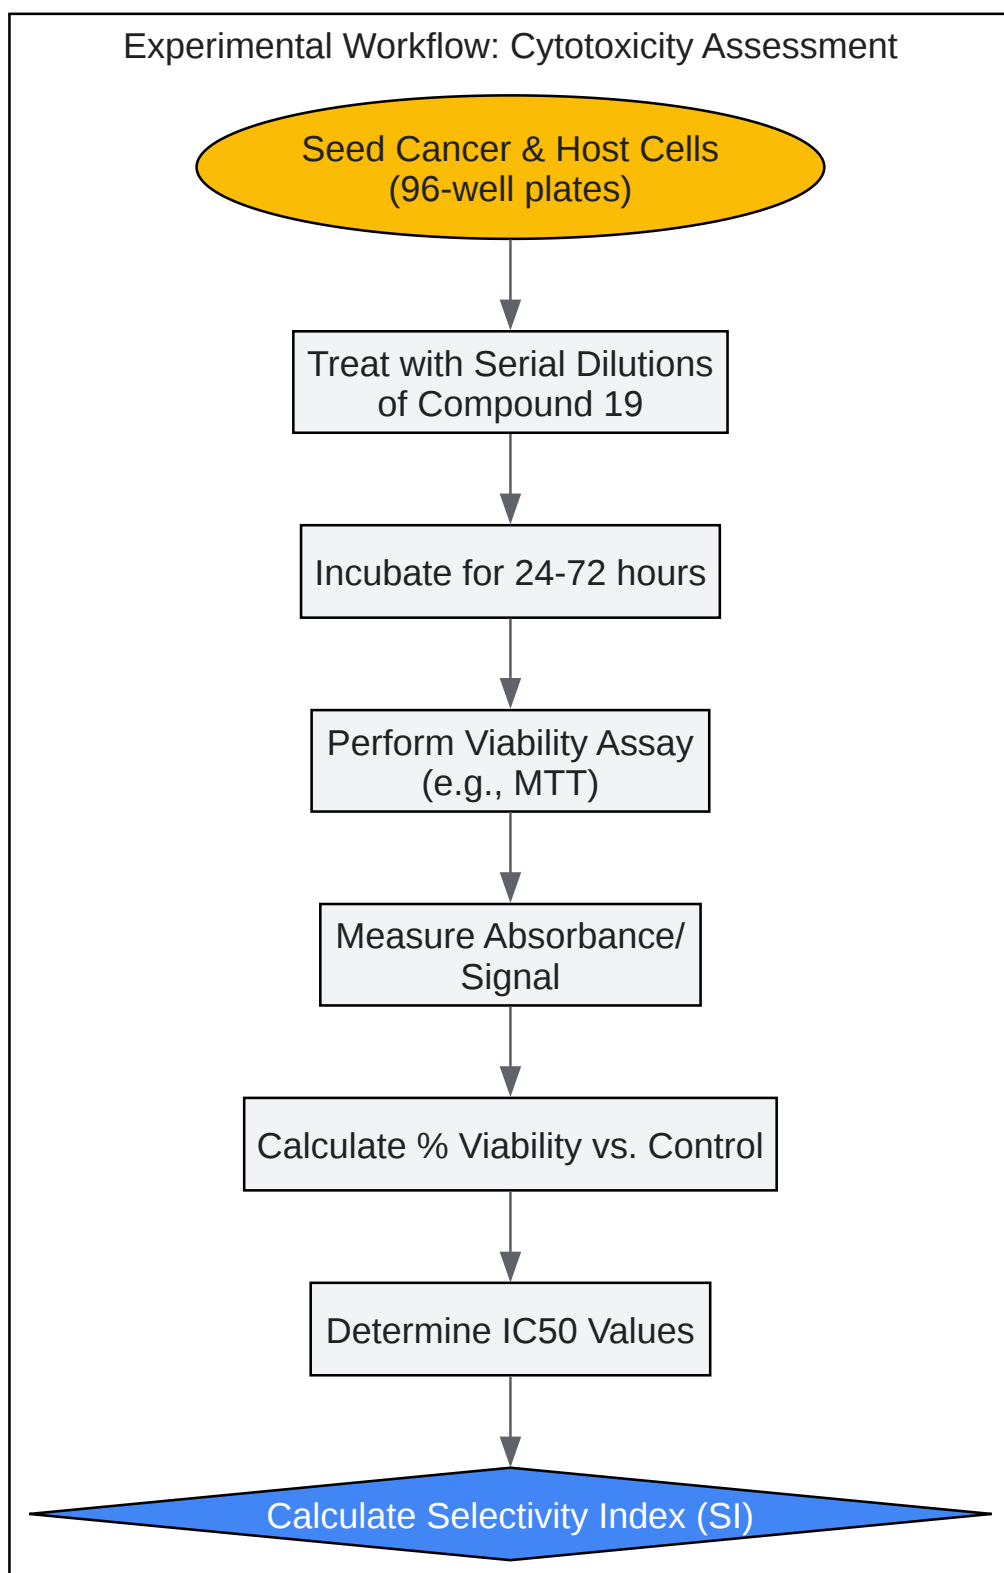 Experimental Workflow: Cytotoxicity Assessment
Seed Cancer & Host Cells
(96-well plates)
Treat with Serial Dilutions
of Compound 19
Incubate for 24-72 hours
Perform Viability Assay
(e.g., MTT)
Measure Absorbance/
Signal
Calculate % Viability vs. Control
Determine IC50 Values
Calculate Selectivity Index (SI)